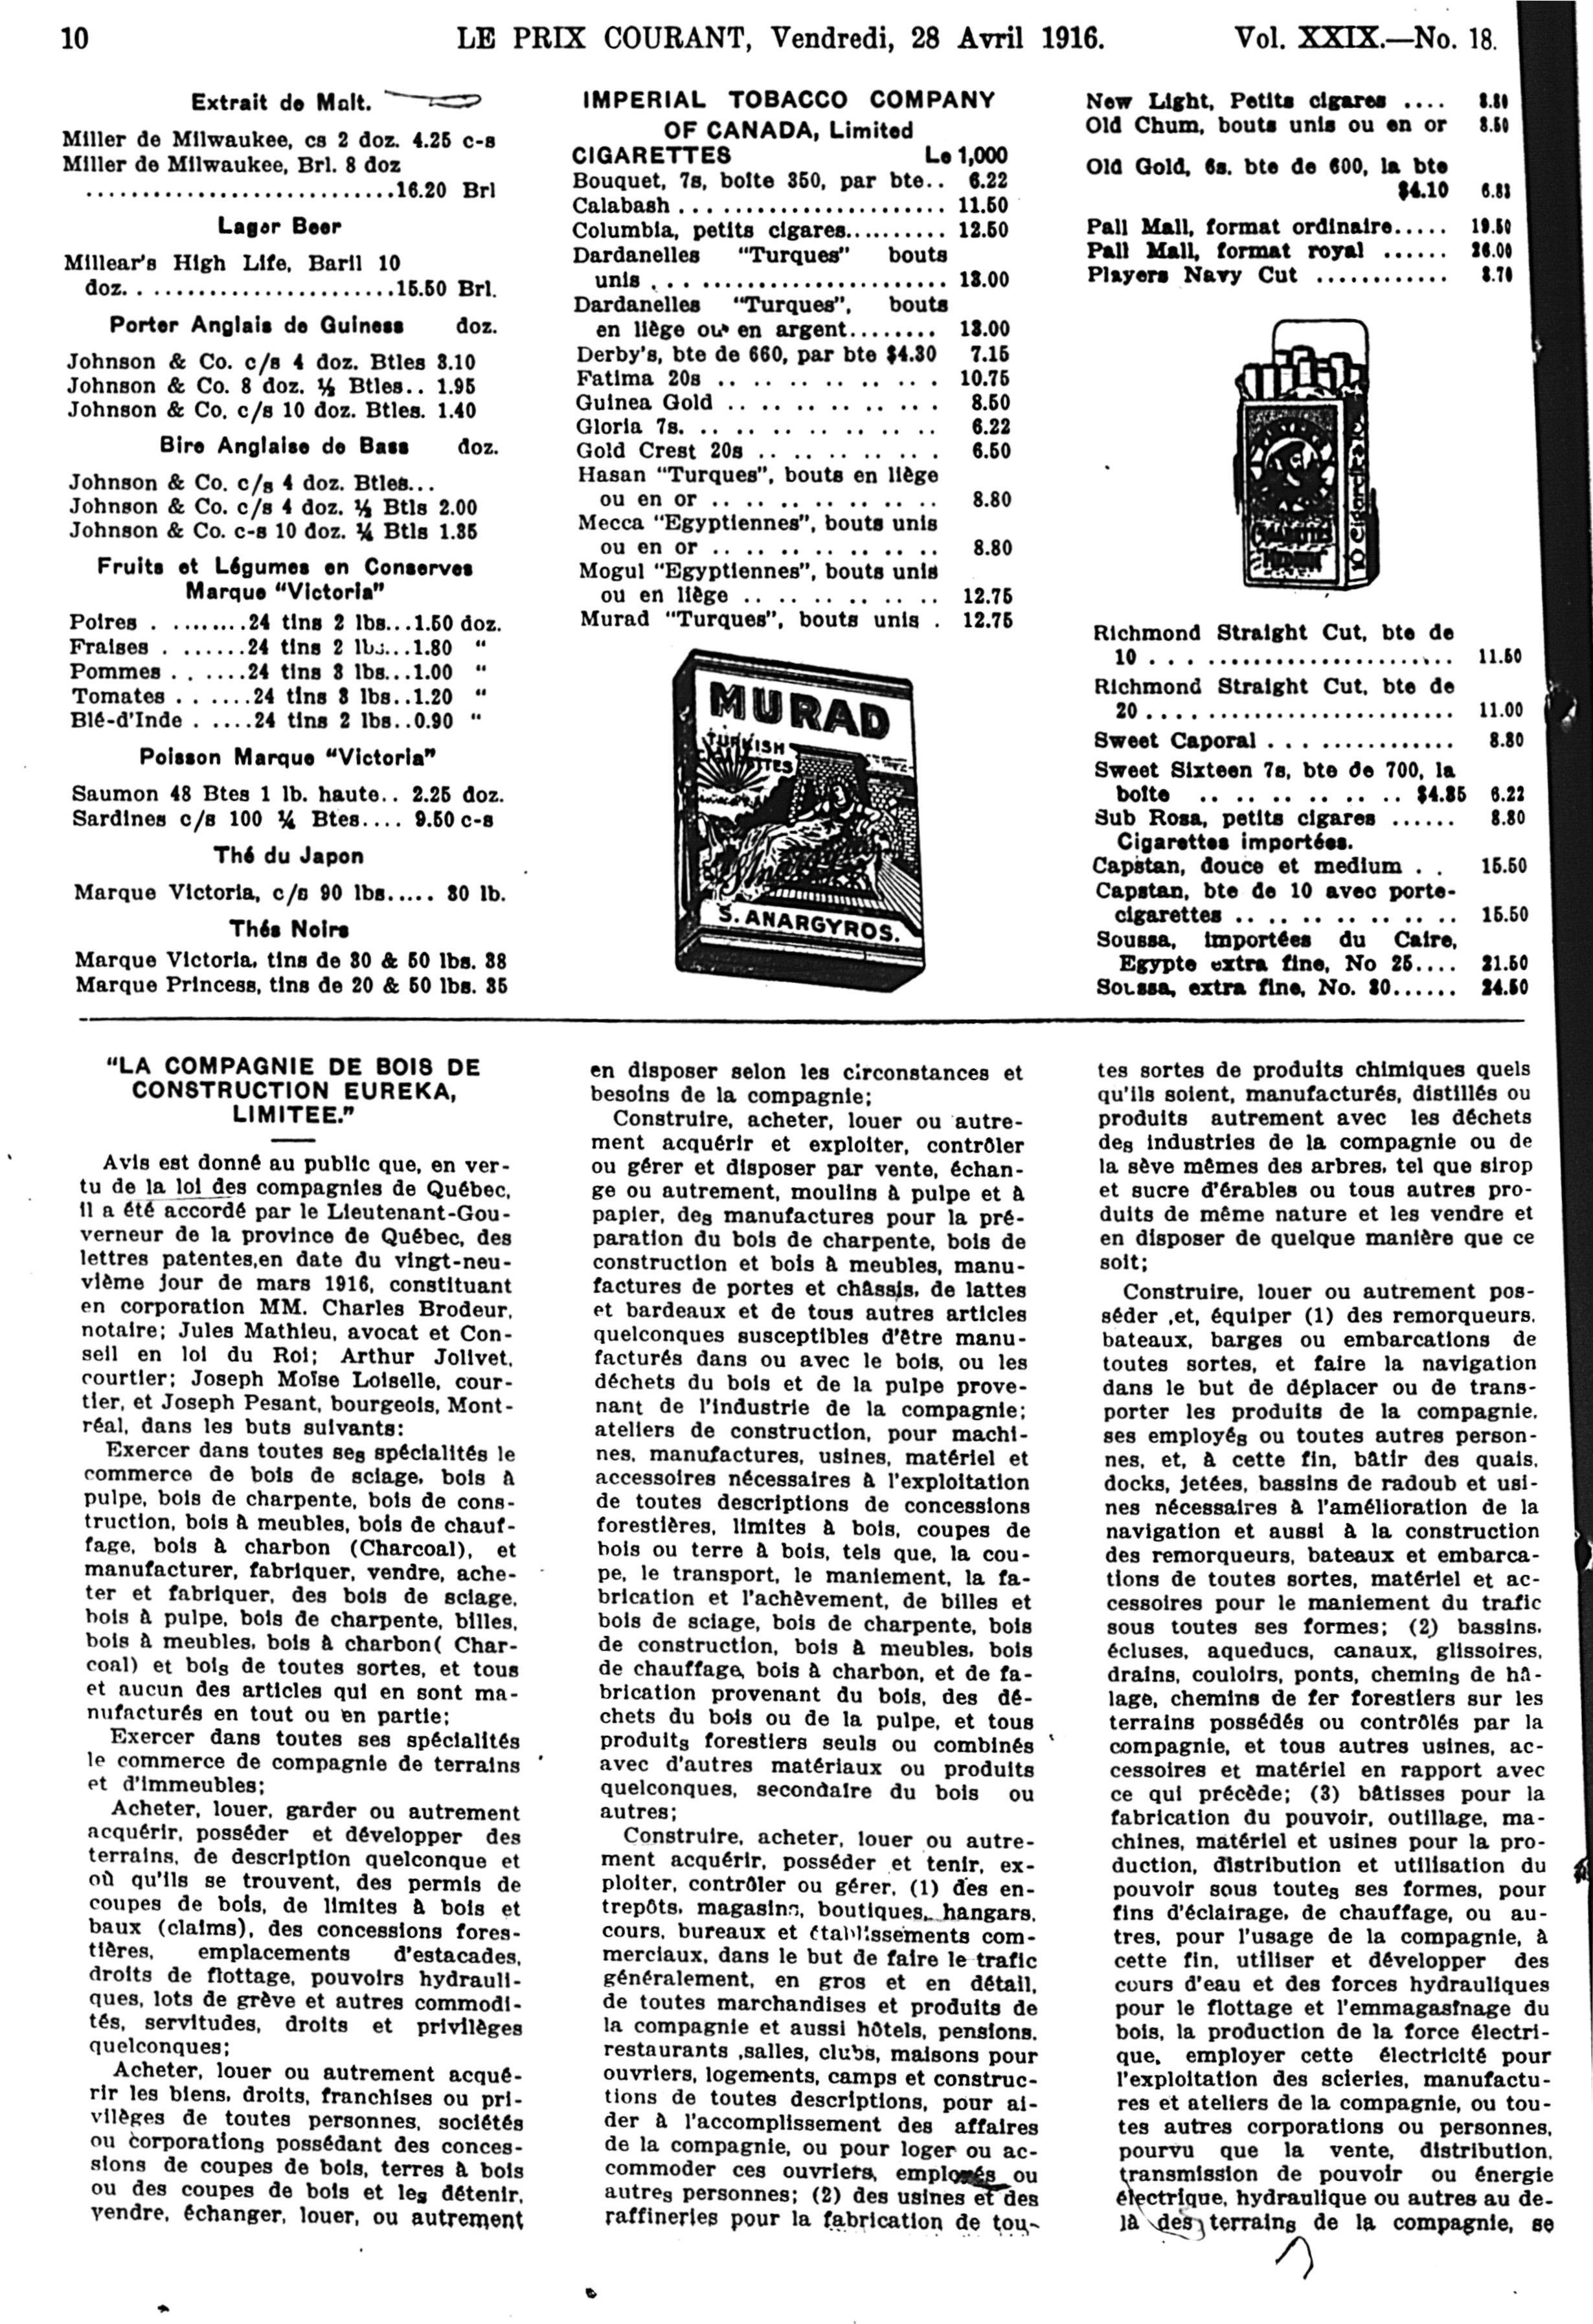 10
LE PRIX COURANT, Vendredi, 28 Avril 1916.
Vol. XXIX.—No. 18.
Extrait de Malt.
Miller de Milwaukee, cs 2 doz. 4.25 c-s
Miller de Milwaukee, Brl. 8 doz
............................16.20 Brl
Lager Beer
Millear's High Life, Baril 10
doz. ........................15.50 Brl.
Porter Anglais de Guiness doz.
Johnson & Co. c/s 4 doz. Btles 3.10
Johnson & Co. 8 doz. ½ Btles.. 1.95
Johnson & Co. c/s 10 doz. Btles. 1.40
Bire Anglaise de Bass doz.
Johnson & Co. c/s 4 doz. Btles...
Johnson & Co. c/s 4 doz. ½ Btls 2.00
Johnson & Co. c-s 10 doz. ¼ Btls 1.35
Fruits et Légumes en Conserves
Marque "Victoria"
Poires . ........24 tins 2 lbs...1.50 doz.
Fraises . ......24 tins 2 lbs...1.80 "
Pommes . . ....24 tins 3 lbs...1.00 "
Tomates . . ....24 tins 3 lbs..1.20 "
Blé-d'Inde . ....24 tins 2 lbs..0.90 "
Poisson Marque "Victoria"
Saumon 48 Btes 1 lb. haute.. 2.25 doz.
Sardines c/s 100 ¼ Btes.... 9.50 c-s
Thé du Japon
Marque Victoria, c/s 90 lbs..... 30 lb.
Thés Noirs
Marque Victoria, tins de 30 & 50 lbs. 38
Marque Princess, tins de 20 & 50 lbs. 35
IMPERIAL TOBACCO COMPANY
OF CANADA, Limited
CIGARETTES Le 1,000
Bouquet, 7s, boîte 350, par bte.. 6.22
Calabash ........................ 11.50
Columbia, petits cigares.......... 12.50
Dardanelles "Turques" bouts
unis ........................... 13.00
Dardanelles "Turques", bouts
en liège ou en argent........ 13.00
Derby's, bte de 660, par bte $4.30 7.15
Fatima 20s .. .. .. .. .. . 10.75
Guinea Gold .. .. .. .. .. . 8.50
Gloria 7s. .. .. .. .. .. .. 6.22
Gold Crest 20s .. .. .. .. . 6.50
Hasan "Turques", bouts en liège
ou en or .. .. .. .. .. .. 8.80
Mecca "Egyptiennes", bouts unis
ou en or .. .. .. .. .. .. 8.80
Mogul "Egyptiennes", bouts unis
ou en liège .. .. .. .. .. 12.75
Murad "Turques", bouts unis . 12.75
MURAD
TURKISH
S. ANARGYROS.
New Light, Petits cigares .... 8.80
Old Chum, bouts unis ou en or 8.50
Old Gold, 6s. bte de 600, la bte
$4.10 6.83
Pall Mall, format ordinaire..... 19.50
Pall Mall, format royal ...... 26.00
Players Navy Cut ............ 8.70
10 Cigarettes
Richmond Straight Cut, bte de
10 . . . ...................... 11.50
Richmond Straight Cut, bte de
20 . . . ....................... 11.00
Sweet Caporal . . . ............. 8.80
Sweet Sixteen 7s, bte de 700, la
boîte .. .. .. .. .. $4.35 6.22
Sub Rosa, petits cigares ...... 8.80
Cigarettes importées.
Capstan, douce et medium . . 15.50
Capstan, bte de 10 avec porte-
cigarettes .. .. .. .. .. .. 15.50
Soussa, importées du Caire,
Egypte extra fine, No 25.... 21.50
Soussa, extra fine, No. 30...... 24.50
"LA COMPAGNIE DE BOIS DE
CONSTRUCTION EUREKA,
LIMITEE."
Avis est donné au public que, en ver-
tu de la loi des compagnies de Québec,
il a été accordé par le Lieutenant-Gou-
verneur de la province de Québec, des
lettres patentes,en date du vingt-neu-
vième jour de mars 1916, constituant
en corporation MM. Charles Brodeur,
notaire; Jules Mathieu, avocat et Con-
seil en loi du Roi; Arthur Jolivet,
courtier; Joseph Moïse Loiselle, cour-
tier, et Joseph Pesant, bourgeois, Mont-
réal, dans les buts suivants:
Exercer dans toutes ses spécialités le
commerce de bois de sciage, bois à
pulpe, bois de charpente, bois de cons-
truction, bois à meubles, bois de chauf-
fage, bois à charbon (Charcoal), et
manufacturer, fabriquer, vendre, ache-
ter et fabriquer, des bois de sciage,
bois à pulpe, bois de charpente, billes,
bois à meubles, bois à charbon( Char-
coal) et bois de toutes sortes, et tous
et aucun des articles qui en sont ma-
nufacturés en tout ou en partie;
Exercer dans toutes ses spécialités
le commerce de compagnie de terrains
et d'immeubles;
Acheter, louer, garder ou autrement
acquérir, posséder et développer des
terrains, de description quelconque et
où qu'ils se trouvent, des permis de
coupes de bois, de limites à bois et
baux (claims), des concessions fores-
tières, emplacements d'estacades,
droits de flottage, pouvoirs hydrauli-
ques, lots de grève et autres commodi-
tés, servitudes, droits et privilèges
quelconques;
Acheter, louer ou autrement acqué-
rir les biens, droits, franchises ou pri-
vilèges de toutes personnes, sociétés
ou corporations possédant des conces-
sions de coupes de bois, terres à bois
ou des coupes de bois et les détenir,
vendre, échanger, louer, ou autrement
en disposer selon les circonstances et
besoins de la compagnie;
Construire, acheter, louer ou autre-
ment acquérir et exploiter, contrôler
ou gérer et disposer par vente, échan-
ge ou autrement, moulins à pulpe et à
papier, des manufactures pour la pré-
paration du bois de charpente, bois de
construction et bois à meubles, manu-
factures de portes et châssis, de lattes
et bardeaux et de tous autres articles
quelconques susceptibles d'être manu-
facturés dans ou avec le bois, ou les
déchets du bois et de la pulpe prove-
nant de l'industrie de la compagnie;
ateliers de construction, pour machi-
nes, manufactures, usines, matériel et
accessoires nécessaires à l'exploitation
de toutes descriptions de concessions
forestières, limites à bois, coupes de
bois ou terre à bois, tels que, la cou-
pe, le transport, le maniement, la fa-
brication et l'achèvement, de billes et
bois de sciage, bois de charpente, bois
de construction, bois à meubles, bois
de chauffage, bois à charbon, et de fa-
brication provenant du bois, des dé-
chets du bois ou de la pulpe, et tous
produits forestiers seuls ou combinés
avec d'autres matériaux ou produits
quelconques, secondaire du bois ou
autres;
Construire, acheter, louer ou autre-
ment acquérir, posséder et tenir, ex-
ploiter, contrôler ou gérer, (1) des en-
trepôts, magasins, boutiques, hangars,
cours, bureaux et établissements com-
merciaux, dans le but de faire le trafic
généralement, en gros et en détail,
de toutes marchandises et produits de
la compagnie et aussi hôtels, pensions,
restaurants ,salles, clubs, maisons pour
ouvriers, logements, camps et construc-
tions de toutes descriptions, pour ai-
der à l'accomplissement des affaires
de la compagnie, ou pour loger ou ac-
commoder ces ouvriers, employés ou
autres personnes; (2) des usines et des
raffineries pour la fabrication de tou-
tes sortes de produits chimiques quels
qu'ils soient, manufacturés, distillés ou
produits autrement avec les déchets
des industries de la compagnie ou de
la sève mêmes des arbres, tel que sirop
et sucre d'érables ou tous autres pro-
duits de même nature et les vendre et
en disposer de quelque manière que ce
soit;
Construire, louer ou autrement pos-
séder ,et, équiper (1) des remorqueurs,
bateaux, barges ou embarcations de
toutes sortes, et faire la navigation
dans le but de déplacer ou de trans-
porter les produits de la compagnie,
ses employés ou toutes autres person-
nes, et, à cette fin, bâtir des quais,
docks, jetées, bassins de radoub et usi-
nes nécessaires à l'amélioration de la
navigation et aussi à la construction
des remorqueurs, bateaux et embarca-
tions de toutes sortes, matériel et ac-
cessoires pour le maniement du trafic
sous toutes ses formes; (2) bassins,
écluses, aqueducs, canaux, glissoires,
drains, couloirs, ponts, chemins de hâ-
lage, chemins de fer forestiers sur les
terrains possédés ou contrôlés par la
compagnie, et tous autres usines, ac-
cessoires et matériel en rapport avec
ce qui précède; (3) bâtisses pour la
fabrication du pouvoir, outillage, ma-
chines, matériel et usines pour la pro-
duction, distribution et utilisation du
pouvoir sous toutes ses formes, pour
fins d'éclairage, de chauffage, ou au-
tres, pour l'usage de la compagnie, à
cette fin, utiliser et développer des
cours d'eau et des forces hydrauliques
pour le flottage et l'emmagasinage du
bois, la production de la force électri-
que, employer cette électricité pour
l'exploitation des scieries, manufactu-
res et ateliers de la compagnie, ou tou-
tes autres corporations ou personnes,
pourvu que la vente, distribution,
transmission de pouvoir ou énergie
électrique, hydraulique ou autres au de-
là des terrains de la compagnie, se